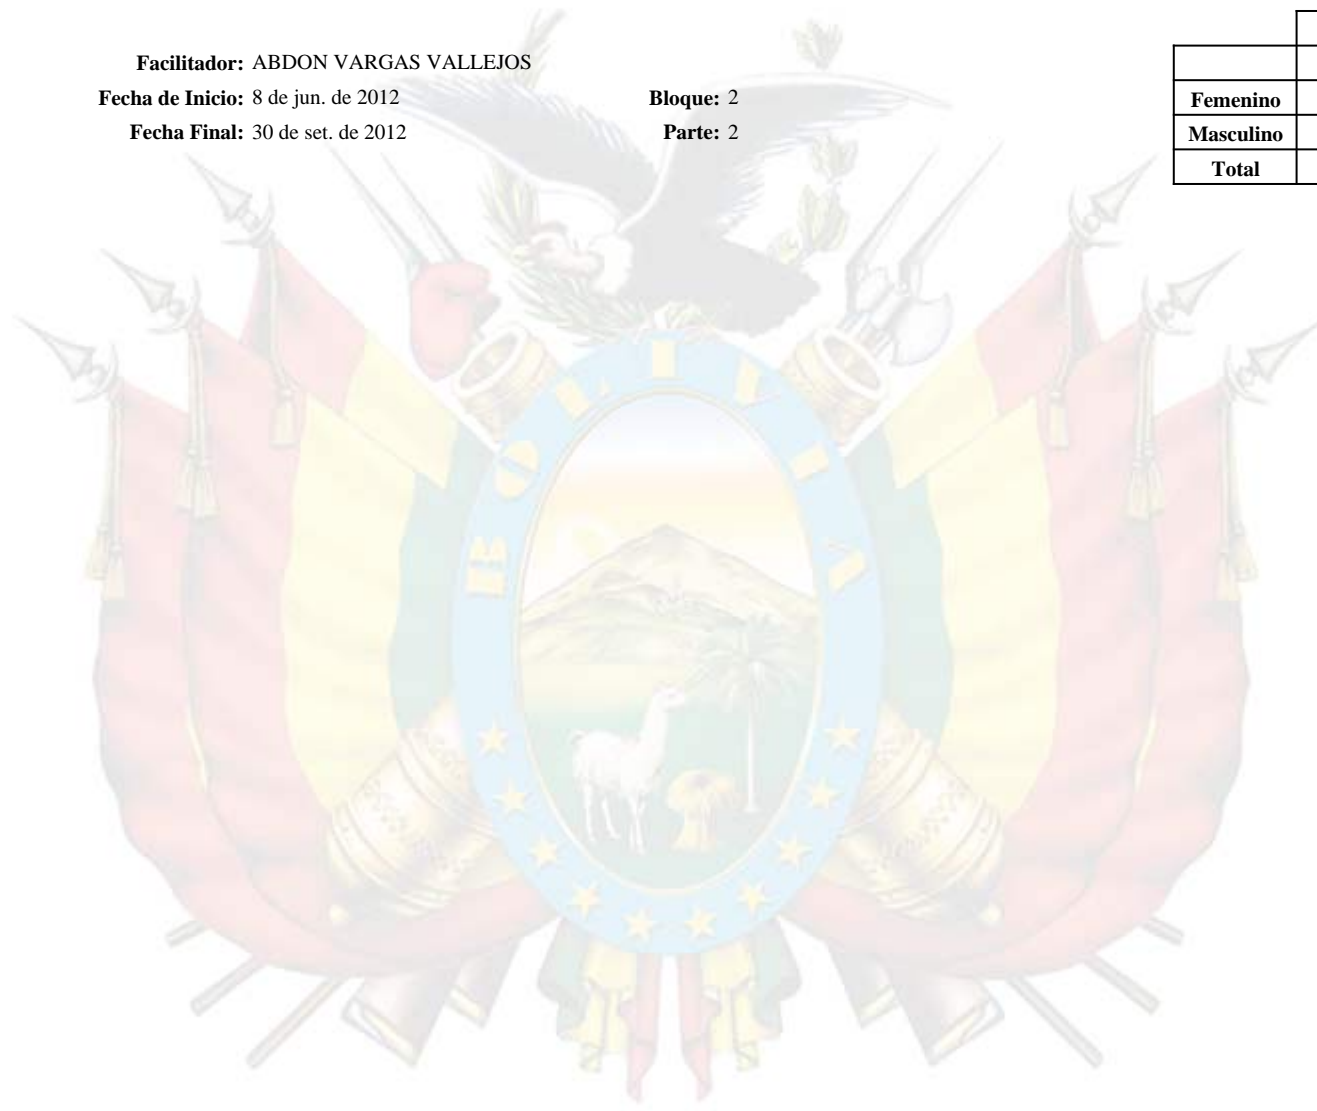 Facilitador: ABDON VARGAS VALLEJOS
Fecha de Inicio: 8 de jun. de 2012 Bloque: 2
Fecha Final: 30 de set. de 2012 Parte: 2
Femenino
Masculino
Total
BOLIVIA